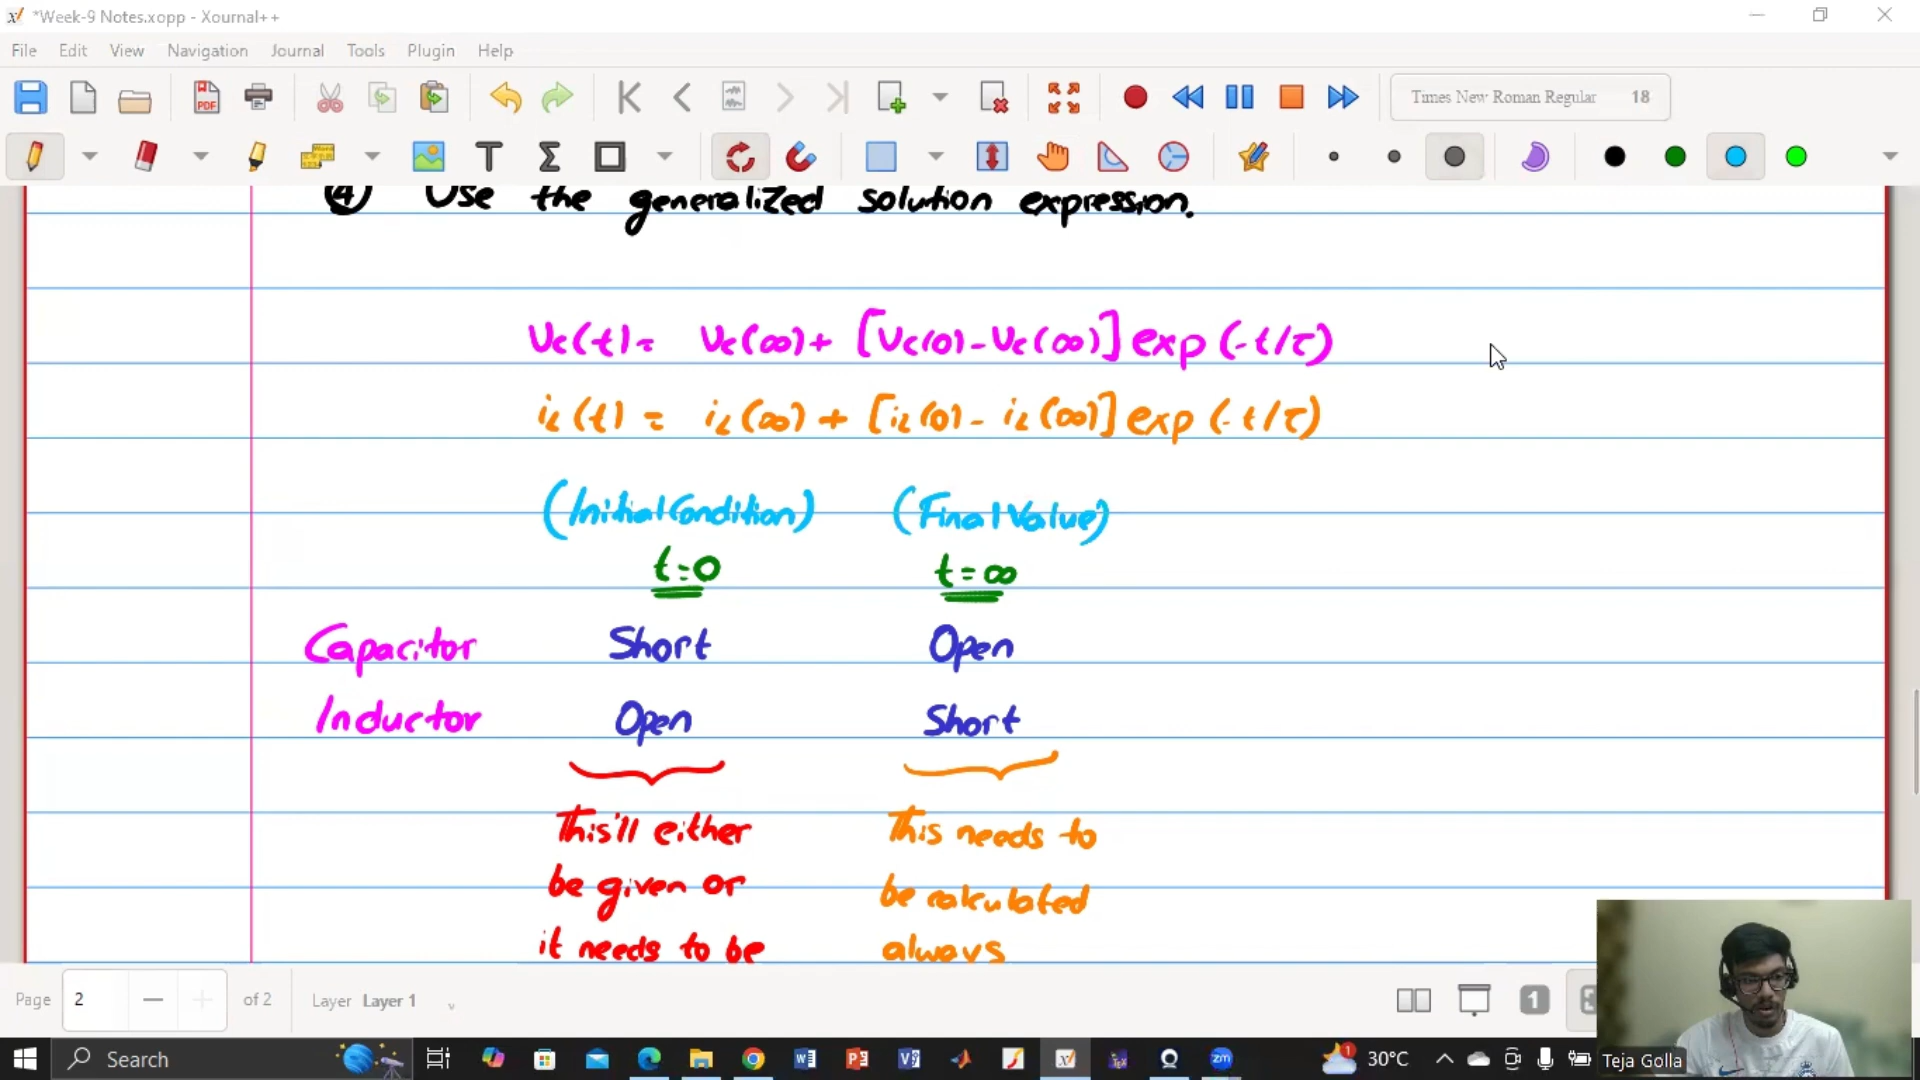 *Week-9 Notes.xopp - Xournal++
File Edit View Navigation Journal Tools Plugin Help
Times New Roman Regular 18
④ Use the generalized solution expression.
Vc(t) = Vc(∞) + [Vc(0) - Vc(∞)] exp(-t/τ)
iL(t) = iL(∞) + [iL(0) - iL(∞)] exp(-t/τ)
(Initial Condition) (Final Value)
t=0 t=∞
Capacitor Short Open
Inductor Open Short
This'll either This needs to
be given or be calculated
it needs to be always
Page 2 of 2 Layer Layer 1
1
Search 30°C Teja Golla